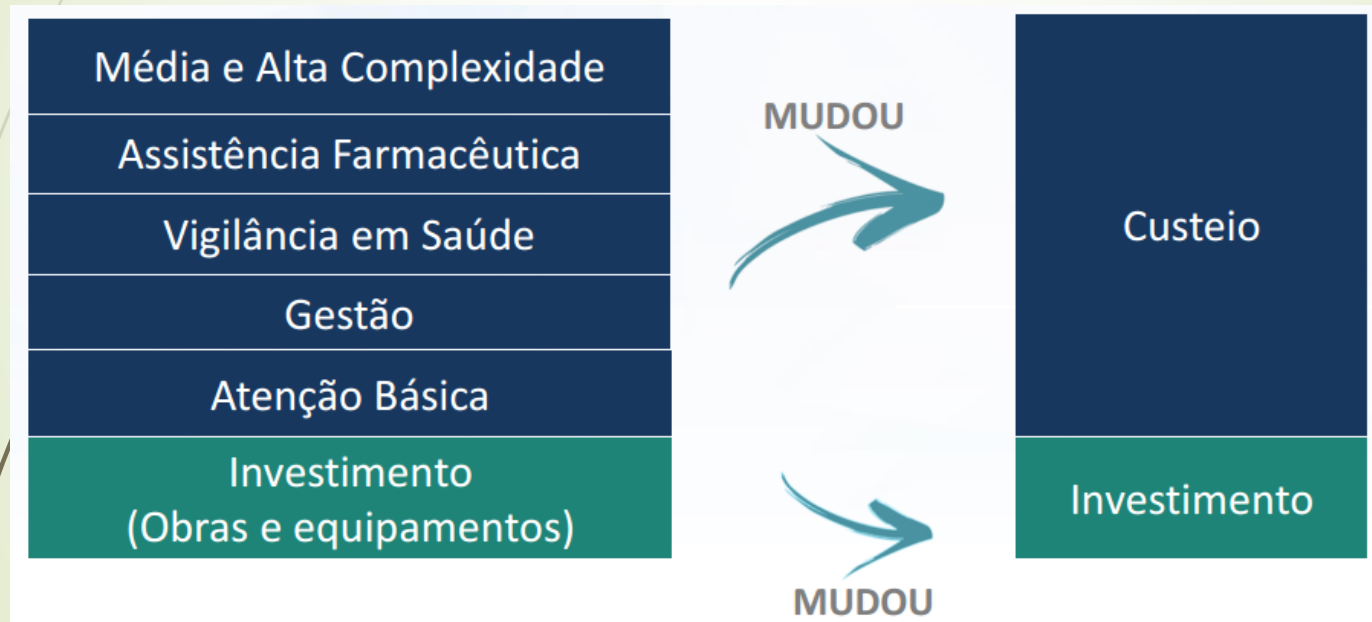 Média e Alta Complexidade
Assistência Farmacêutica
Vigilância em Saúde
Gestão
Atenção Básica
Investimento
(Obras e equipamentos)
MUDOU
MUDOU
Custeio
Investimento